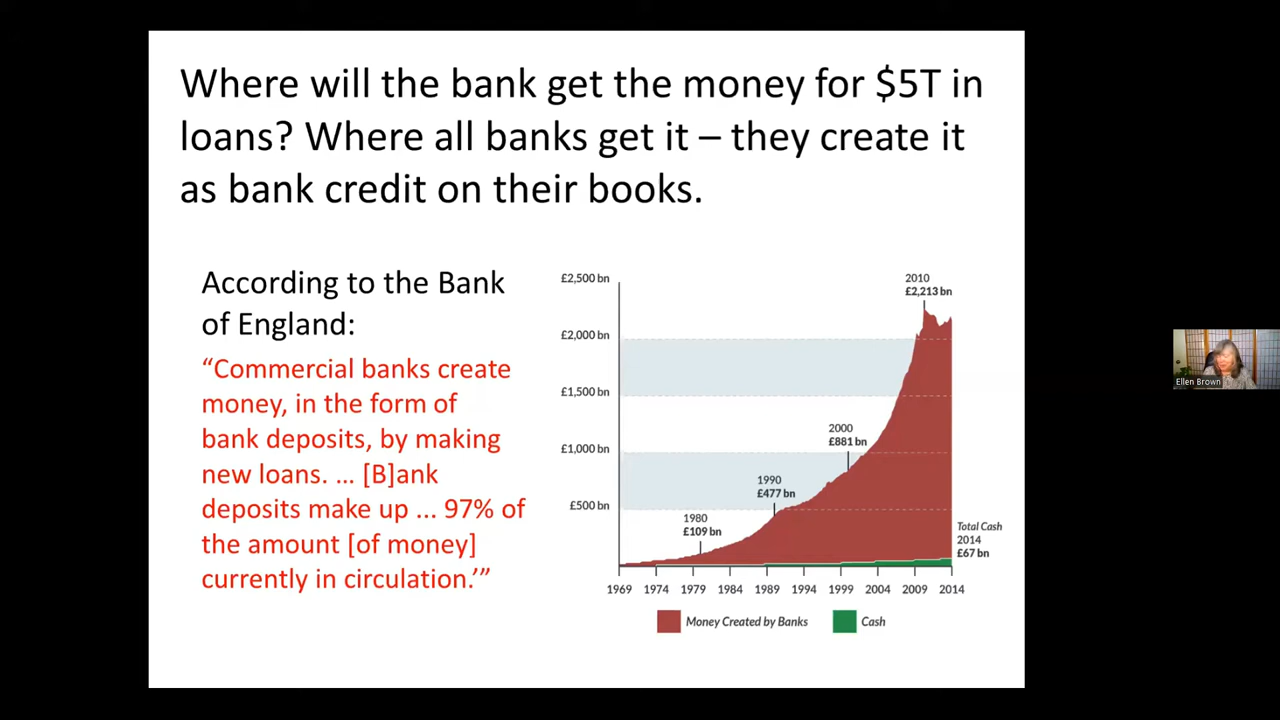 Where will the bank get the money for $5T in
loans? Where all banks get it – they create it
as bank credit on their books.
According to the Bank
of England:
“Commercial banks create
money, in the form of
bank deposits, by making
new loans. ... [B]ank
deposits make up ... 97% of
the amount [of money]
currently in circulation.’”
£2,500 bn
£2,000 bn
£1,500 bn
£1,000 bn
£500 bn
1980
£109 bn
1990
£477 bn
2000
£881 bn
2010
£2,213 bn
Total Cash
2014
£67 bn
1969 1974 1979 1984 1989 1994 1999 2004 2009 2014
Money Created by Banks Cash
Ellen Brown